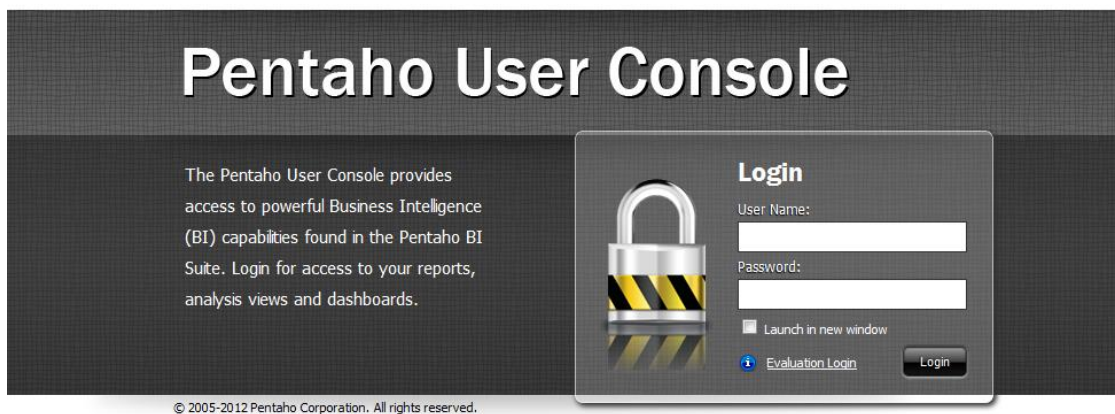 Pentaho User Console
The Pentaho User Console provides
access to powerful Business Intelligence
(BI) capabilities found in the Pentaho BI
Suite. Login for access to your reports,
analysis views and dashboards.
Login
User Name:
Password:
Launch in new window
Evaluation Login
Login
© 2005-2012 Pentaho Corporation. All rights reserved.